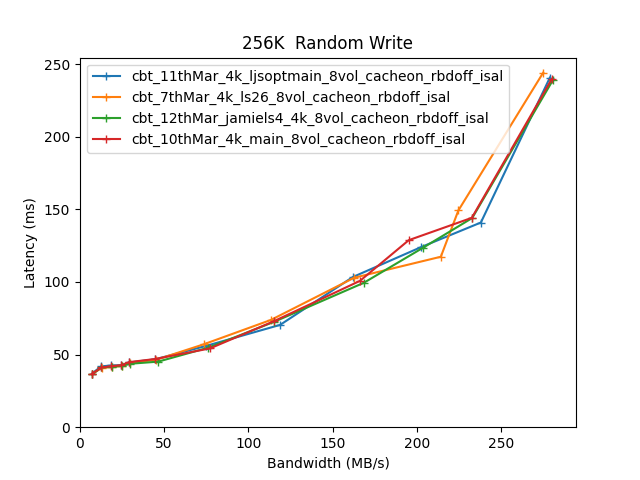 256K  Random Write
cbt_11thMar_4k_ljsoptmain_8vol_cacheon_rbdoff_isal
cbt_7thMar_4k_ls26_8vol_cacheon_rbdoff_isal
cbt_12thMar_jamiels4_4k_8vol_cacheon_rbdoff_isal
cbt_10thMar_4k_main_8vol_cacheon_rbdoff_isal
Latency (ms)
250
200
150
100
50
0
0 50 100 150 200 250
Bandwidth (MB/s)